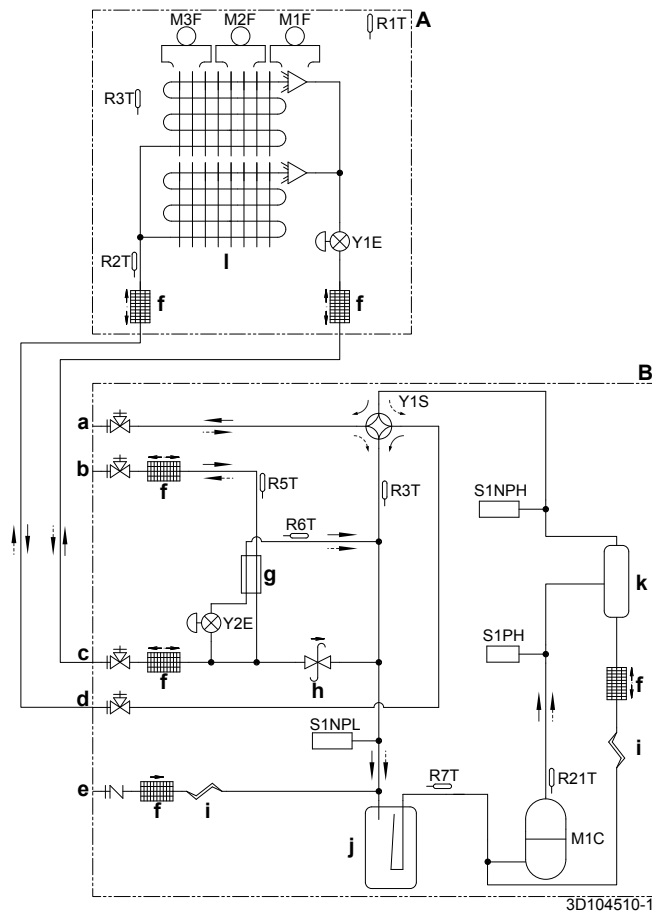 M3F M2F M1F
R1T
A
R3T
R2T
l
Y1E
f
f
B
a
Y1S
b
f
R5T
R3T
S1NPH
R6T
g
k
Y2E
S1PH
c
f
h
f
d
S1NPL
i
e
f
i
R7T
R21T
j
M1C
3D104510-1